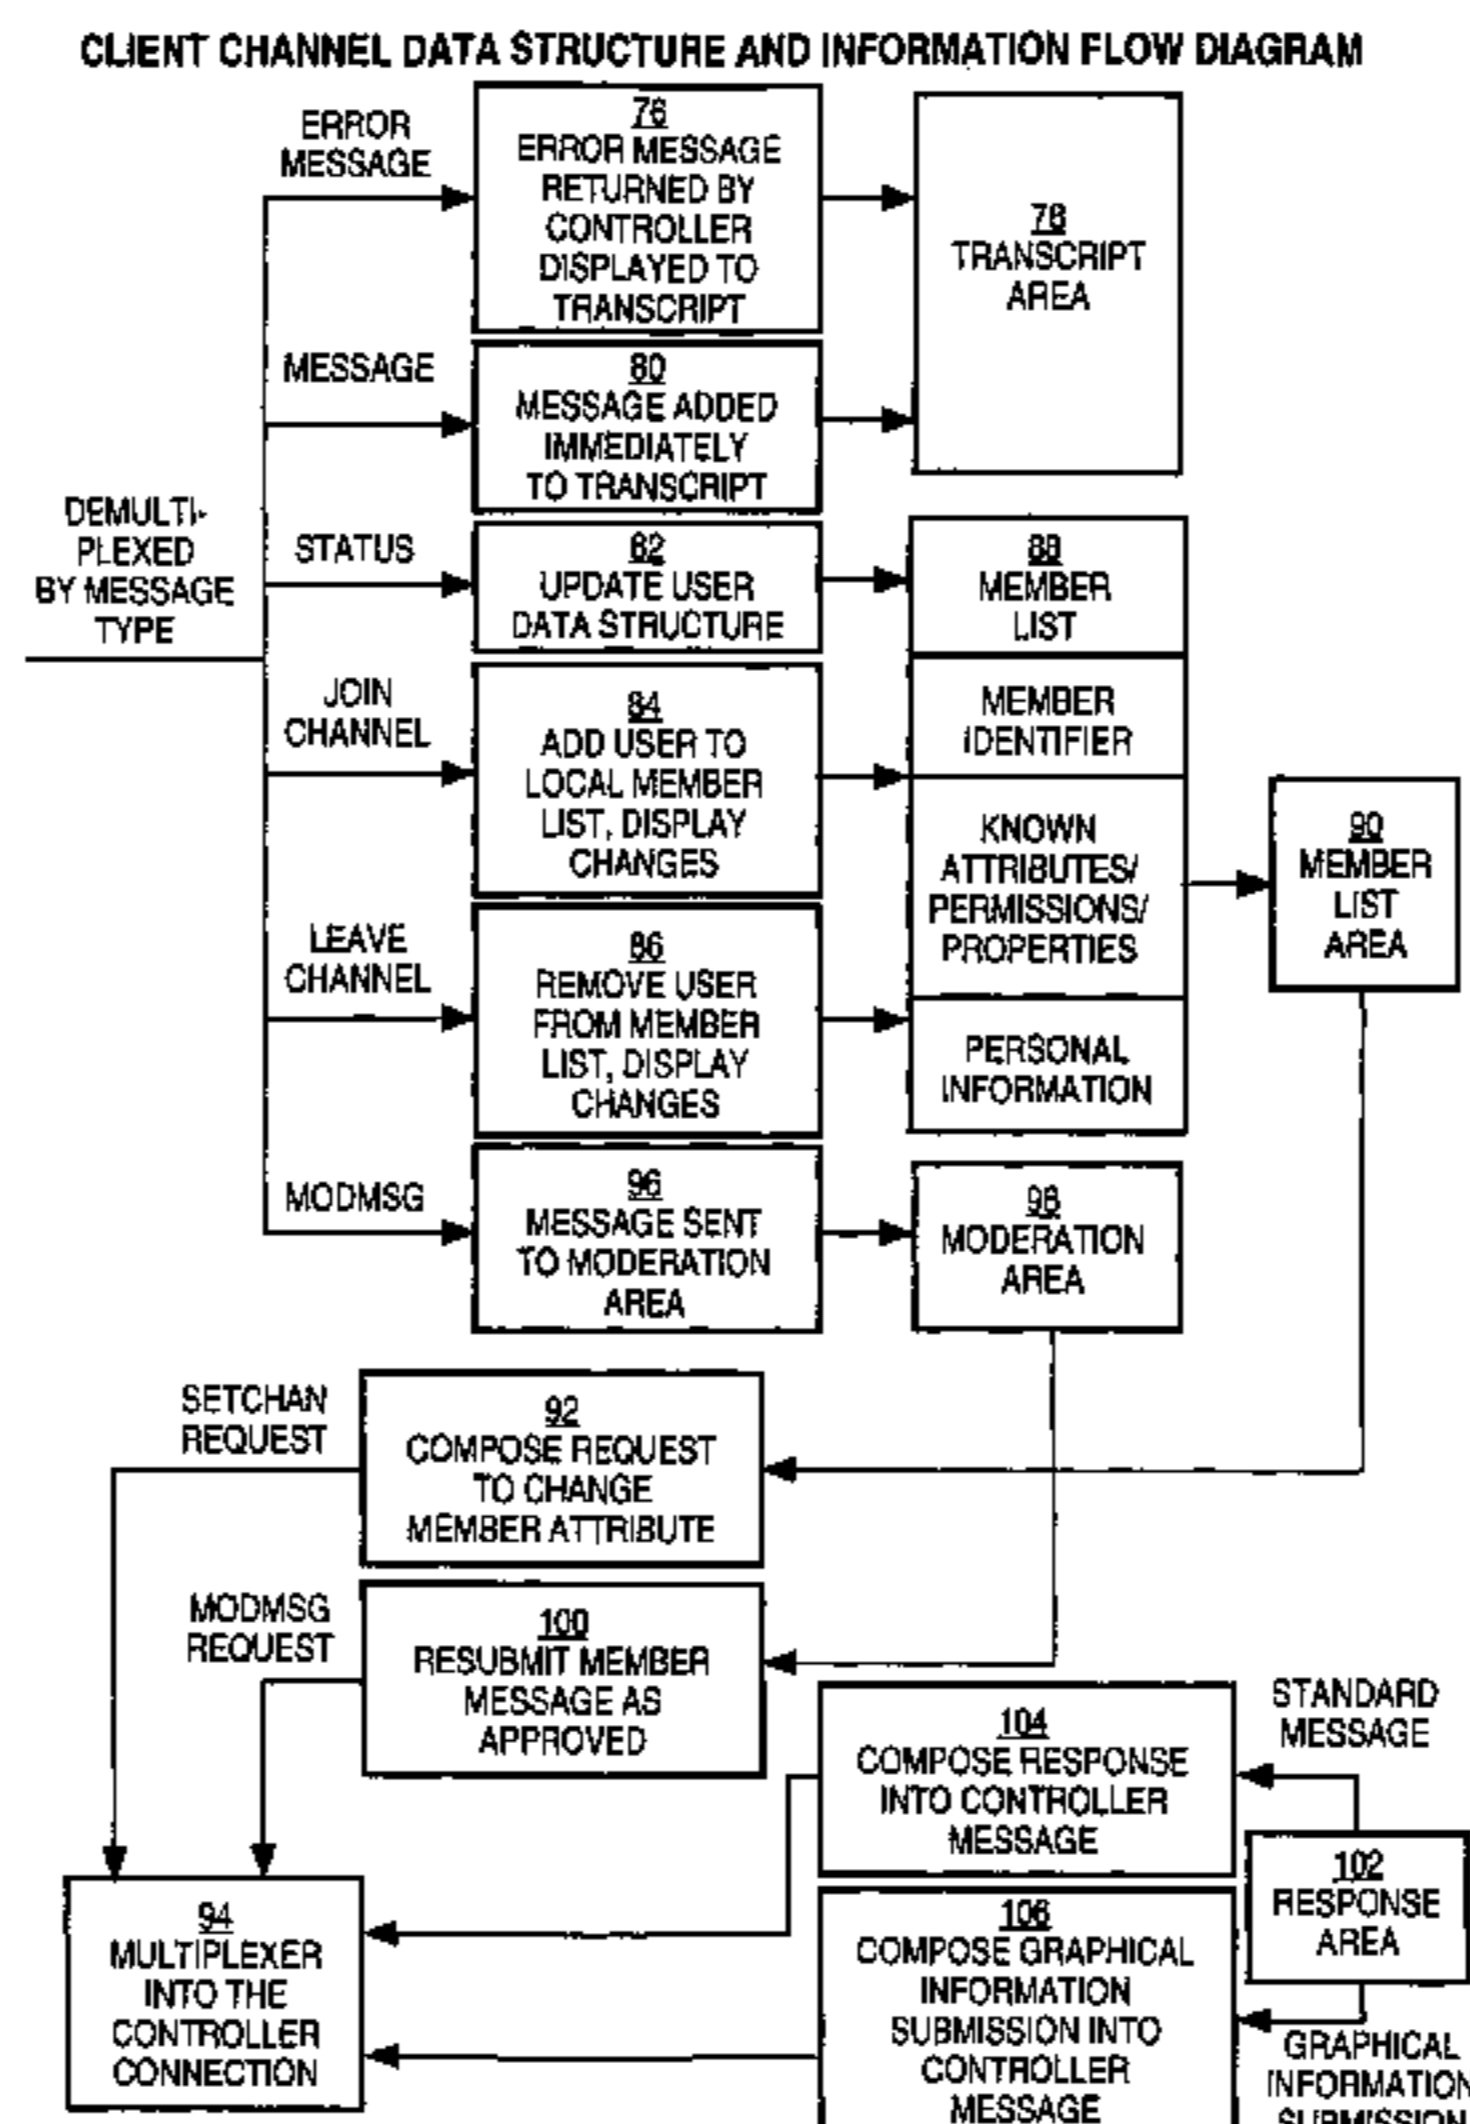 CLIENT CHANNEL DATA STRUCTURE AND INFORMATION FLOW DIAGRAM
ERROR
MESSAGE
76
ERROR MESSAGE
RETURNED BY
CONTROLLER
DISPLAYED TO
TRANSCRIPT
78
TRANSCRIPT
AREA
MESSAGE
80
MESSAGE ADDED
IMMEDIATELY
TO TRANSCRIPT
DEMULTI-
PLEXED
BY MESSAGE
TYPE
STATUS
82
UPDATE USER
DATA STRUCTURE
88
MEMBER
LIST
JOIN
CHANNEL
84
ADD USER TO
LOCAL MEMBER
LIST, DISPLAY
CHANGES
MEMBER
IDENTIFIER
KNOWN
ATTRIBUTES/
PERMISSIONS/
PROPERTIES
90
MEMBER
LIST
AREA
LEAVE
CHANNEL
86
REMOVE USER
FROM MEMBER
LIST, DISPLAY
CHANGES
PERSONAL
INFORMATION
MODMSG
96
MESSAGE SENT
TO MODERATION
AREA
98
MODERATION
AREA
SETCHAN
REQUEST
92
COMPOSE REQUEST
TO CHANGE
MEMBER ATTRIBUTE
MODMSG
REQUEST
100
RESUBMIT MEMBER
MESSAGE AS
APPROVED
104
COMPOSE RESPONSE
INTO CONTROLLER
MESSAGE
STANDARD
MESSAGE
102
RESPONSE
AREA
94
MULTIPLEXER
INTO THE
CONTROLLER
CONNECTION
106
COMPOSE GRAPHICAL
INFORMATION
SUBMISSION INTO
CONTROLLER
MESSAGE
GRAPHICAL
INFORMATION
SUBMISSION